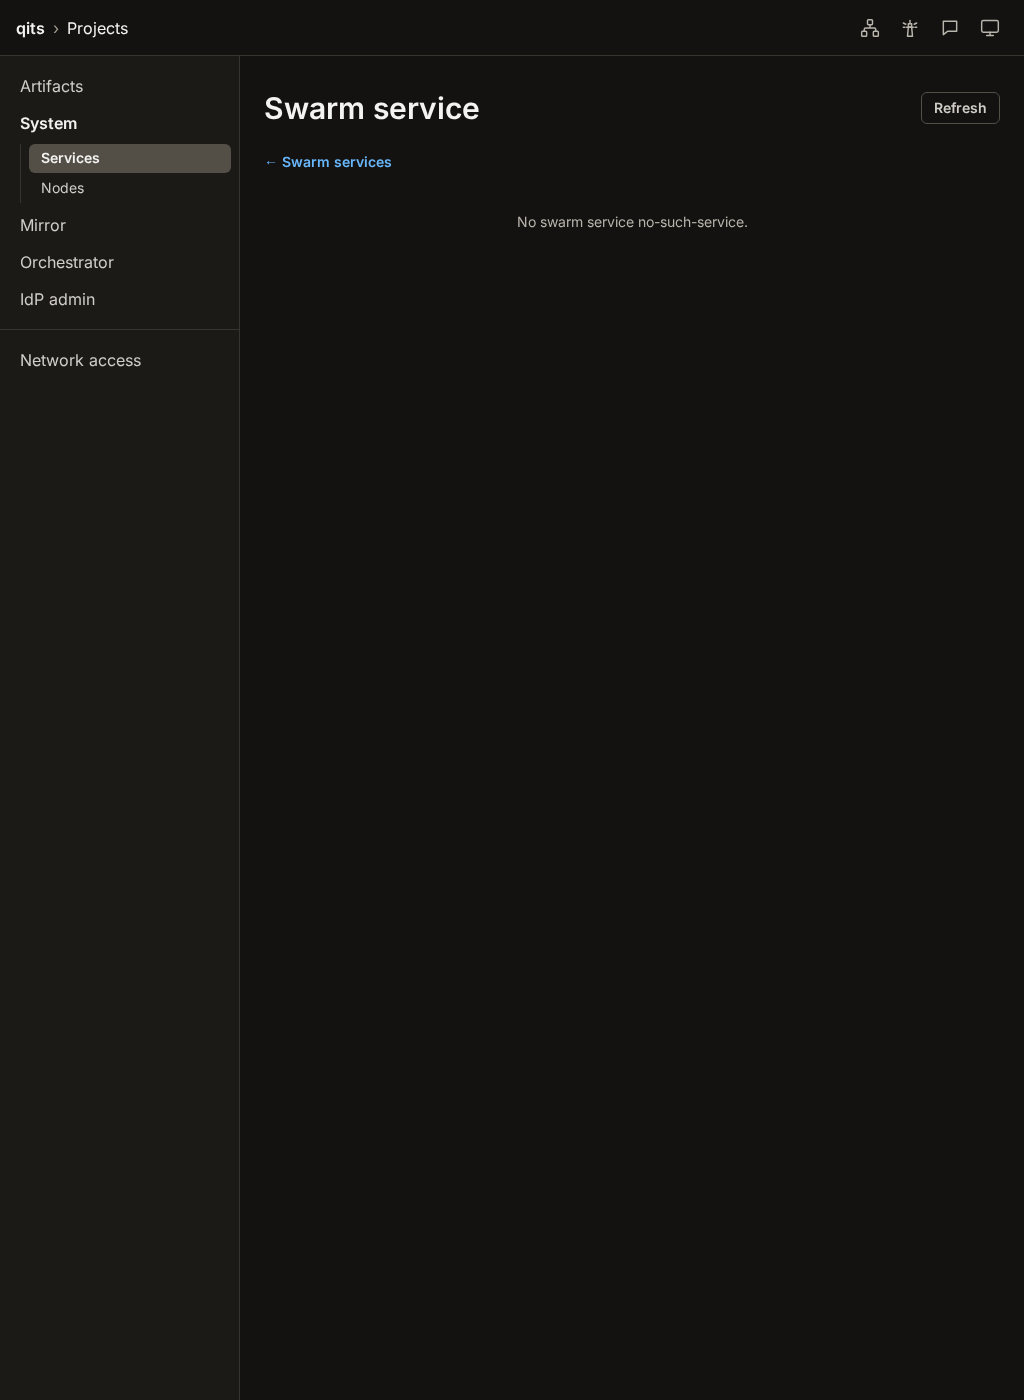 qits › Projects
Artifacts
System
Services
Nodes
Mirror
Orchestrator
IdP admin
Network access
Swarm service
Refresh
← Swarm services
No swarm service no-such-service.